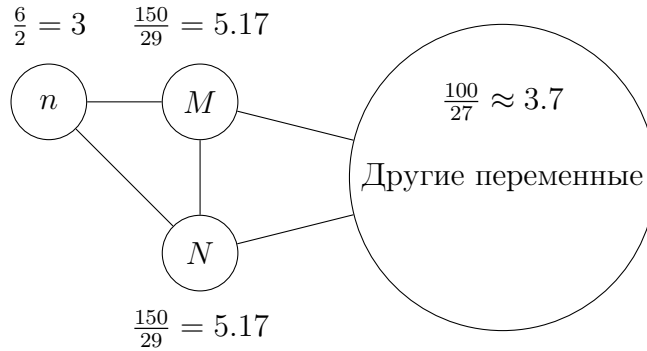 6/2 = 3
150/29 = 5.17
n
M
100/27 ≈ 3.7
Другие переменные
N
150/29 = 5.17